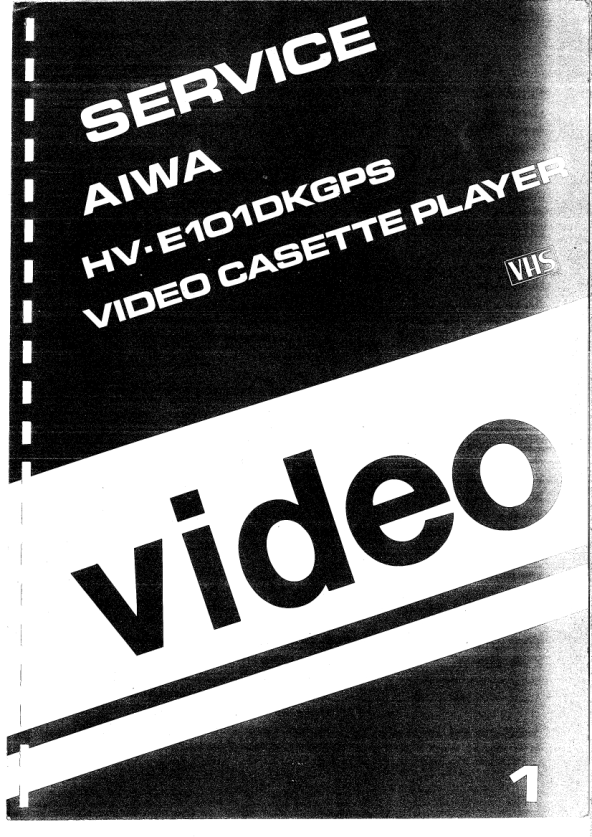 SERVICE
AIWA
HV-E101DKGPS
VIDEO CASETTE PLAYER
VHS
video
1